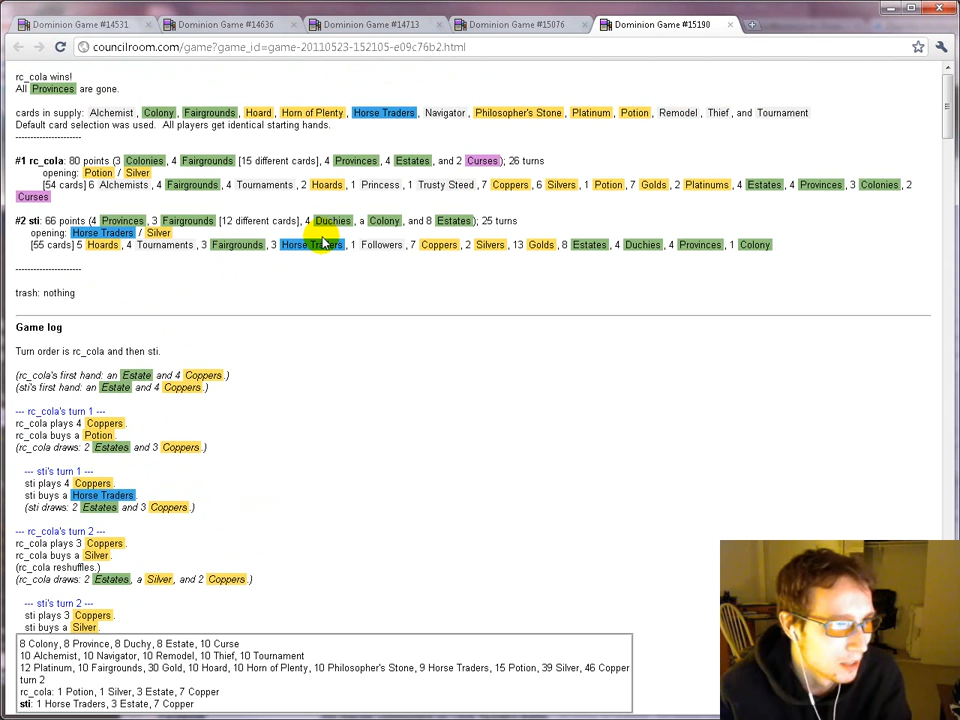 Dominion Game #14531
Dominion Game #14636
Dominion Game #14713
Dominion Game #15076
Dominion Game #15190
councilroom.com/game?game_id=game-20110523-152105-e09c76b2.html
rc_cola wins!
All Provinces are gone.
cards in supply: Alchemist, Colony, Fairgrounds, Hoard, Horn of Plenty, Horse Traders, Navigator, Philosopher's Stone, Platinum, Potion, Remodel, Thief, and Tournament
Default card selection was used. All players get identical starting hands.
----------------------
#1 rc_cola: 80 points (3 Colonies, 4 Fairgrounds [15 different cards], 4 Provinces, 4 Estates, and 2 Curses); 26 turns
opening: Potion / Silver
[54 cards] 6 Alchemists, 4 Fairgrounds, 4 Tournaments, 2 Hoards, 1 Princess, 1 Trusty Steed, 7 Coppers, 6 Silvers, 1 Potion, 7 Golds, 2 Platinums, 4 Estates, 4 Provinces, 3 Colonies, 2
Curses
#2 sti: 66 points (4 Provinces, 3 Fairgrounds [12 different cards], 4 Duchies, a Colony, and 8 Estates); 25 turns
opening: Horse Traders / Silver
[55 cards] 5 Hoards, 4 Tournaments, 3 Fairgrounds, 3 Horse Traders, 1 Followers, 7 Coppers, 2 Silvers, 13 Golds, 8 Estates, 4 Duchies, 4 Provinces, 1 Colony
----------------------
trash: nothing
Game log
Turn order is rc_cola and then sti.
(rc_cola's first hand: an Estate and 4 Coppers.)
(sti's first hand: an Estate and 4 Coppers.)
--- rc_cola's turn 1 ---
rc_cola plays 4 Coppers.
rc_cola buys a Potion.
(rc_cola draws: 2 Estates and 3 Coppers.)
--- sti's turn 1 ---
sti plays 4 Coppers.
sti buys a Horse Traders.
(sti draws: 2 Estates and 3 Coppers.)
--- rc_cola's turn 2 ---
rc_cola plays 3 Coppers.
rc_cola buys a Silver.
(rc_cola reshuffles.)
(rc_cola draws: 2 Estates, a Silver, and 2 Coppers.)
--- sti's turn 2 ---
sti plays 3 Coppers.
sti buys a Silver.
8 Colony, 8 Province, 8 Duchy, 8 Estate, 10 Curse
10 Alchemist, 10 Navigator, 10 Remodel, 10 Thief, 10 Tournament
12 Platinum, 10 Fairgrounds, 30 Gold, 10 Hoard, 10 Horn of Plenty, 10 Philosopher's Stone, 9 Horse Traders, 15 Potion, 39 Silver, 46 Copper
turn 2
rc_cola: 1 Potion, 1 Silver, 3 Estate, 7 Copper
sti: 1 Horse Traders, 3 Estate, 7 Copper